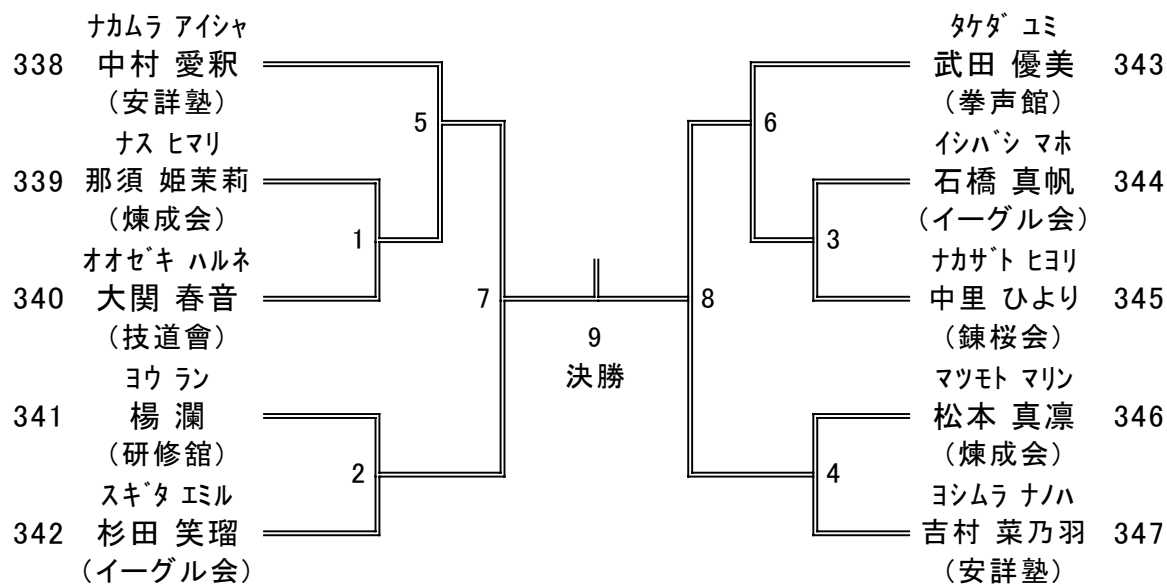 ナカムラ アイシャ
338 中村 愛釈
(安詳塾)
5
ナス ヒマリ
339 那須 姫茉莉
(煉成会)
1
オオゼキ ハルネ
340 大関 春音
(技道會)
7
ヨウ ラン
341 楊 瀾
(研修舘)
2
スギタ エミル
342 杉田 笑瑠
(イーグル会)
9
決勝
タケダ ユミ
武田 優美 343
(拳声館)
6
イシバシ マホ
石橋 真帆 344
(イーグル会)
3
ナカザト ヒヨリ
中里 ひより 345
(錬桜会)
8
マツモト マリン
松本 真凛 346
(煉成会)
4
ヨシムラ ナノハ
吉村 菜乃羽 347
(安詳塾)